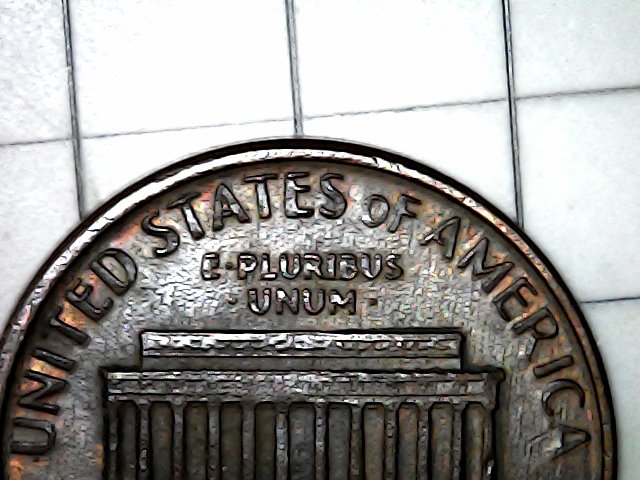 UNITED STATES OF AMERICA
E·PLURIBUS
·UNUM·